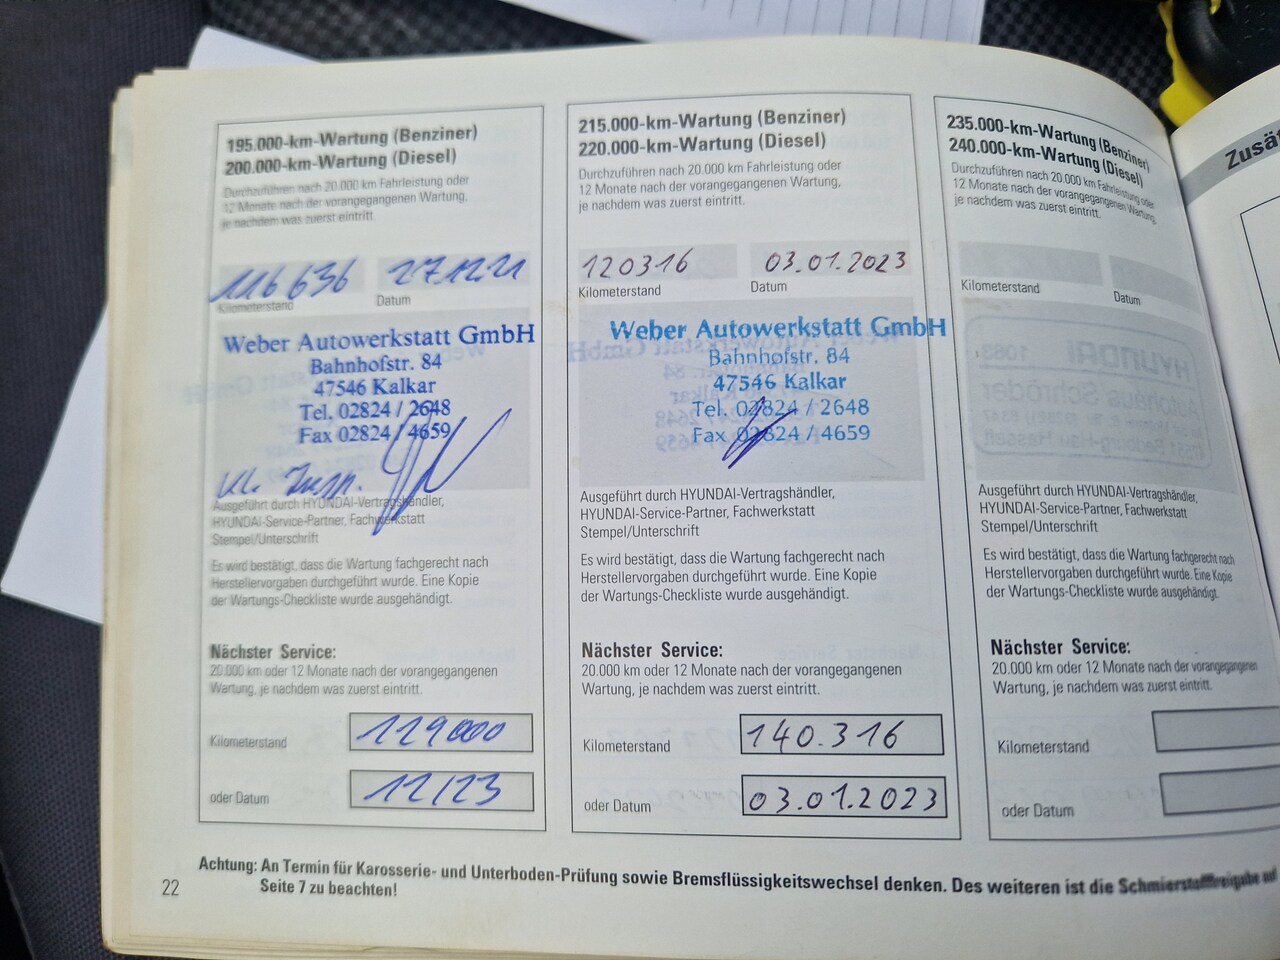 195.000-km-Wartung (Benziner)
200.000-km-Wartung (Diesel)
Durchzuführen nach 20.000 km Fahrleistung oder
12 Monate nach der vorangegangenen Wartung,
je nachdem was zuerst eintritt.
116 636 27.12.21
Kilometerstand Datum
Weber Autowerkstatt GmbH
Bahnhofstr. 84
47546 Kalkar
Tel. 02824 / 2648
Fax 02824 / 4659
kl. Insp.
Ausgeführt durch HYUNDAI-Vertragshändler,
HYUNDAI-Service-Partner, Fachwerkstatt
Stempel/Unterschrift
Es wird bestätigt, dass die Wartung fachgerecht nach
Herstellervorgaben durchgeführt wurde. Eine Kopie
der Wartungs-Checkliste wurde ausgehändigt.
Nächster Service:
20.000 km oder 12 Monate nach der vorangegangenen
Wartung, je nachdem was zuerst eintritt.
Kilometerstand 129000
oder Datum 12/23
215.000-km-Wartung (Benziner)
220.000-km-Wartung (Diesel)
Durchzuführen nach 20.000 km Fahrleistung oder
12 Monate nach der vorangegangenen Wartung,
je nachdem was zuerst eintritt.
120316 03.01.2023
Kilometerstand Datum
Weber Autowerkstatt GmbH
Bahnhofstr. 84
47546 Kalkar
Tel. 02824 / 2648
Fax 02824 / 4659
Ausgeführt durch HYUNDAI-Vertragshändler,
HYUNDAI-Service-Partner, Fachwerkstatt
Stempel/Unterschrift
Es wird bestätigt, dass die Wartung fachgerecht nach
Herstellervorgaben durchgeführt wurde. Eine Kopie
der Wartungs-Checkliste wurde ausgehändigt.
Nächster Service:
20.000 km oder 12 Monate nach der vorangegangenen
Wartung, je nachdem was zuerst eintritt.
Kilometerstand 140.316
oder Datum 03.01.2023
235.000-km-Wartung (Benziner)
240.000-km-Wartung (Diesel)
Durchzuführen nach 20.000 km Fahrleistung oder
12 Monate nach der vorangegangenen Wartung,
je nachdem was zuerst eintritt.
Kilometerstand Datum
Ausgeführt durch HYUNDAI-Vertragshändler,
HYUNDAI-Service-Partner, Fachwerkstatt
Stempel/Unterschrift
Es wird bestätigt, dass die Wartung fachgerecht nach
Herstellervorgaben durchgeführt wurde. Eine Kopie
der Wartungs-Checkliste wurde ausgehändigt.
Nächster Service:
20.000 km oder 12 Monate nach der vorangegangenen
Wartung, je nachdem was zuerst eintritt.
Kilometerstand
oder Datum
Achtung: An Termin für Karosserie- und Unterboden-Prüfung sowie Bremsflüssigkeitswechsel denken. Des weiteren ist die Schmierstofffreigabe auf
Seite 7 zu beachten!
22
Zusä